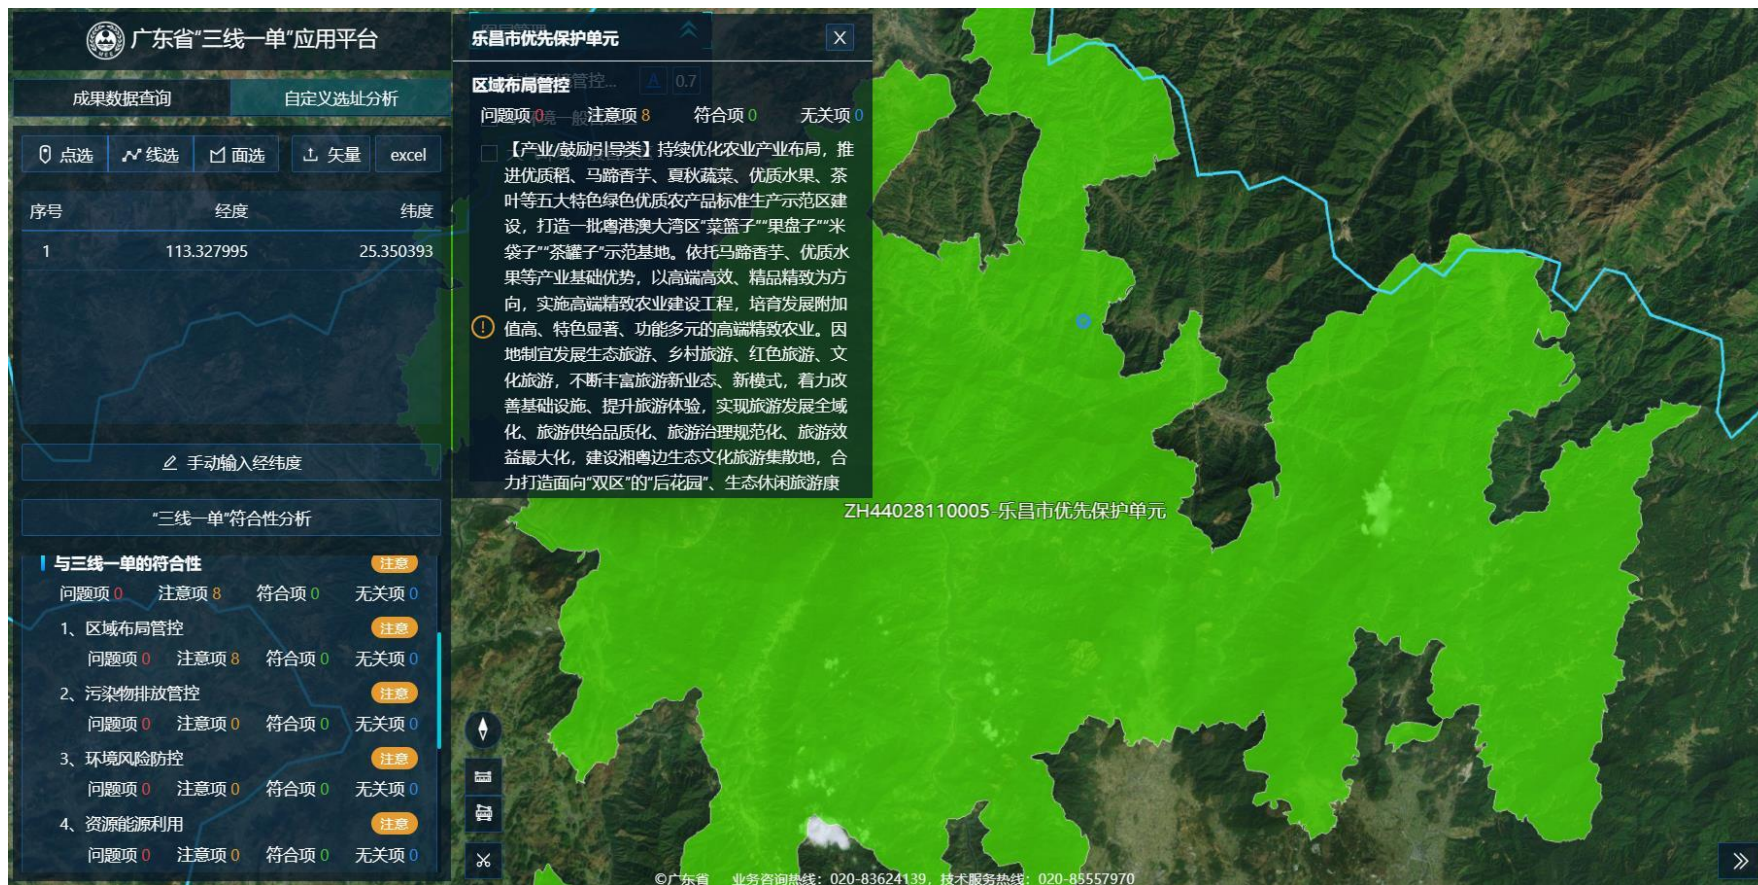 广东省“三线一单”应用平台
成果数据查询
自定义选址分析
点选
线选
面选
矢量
excel
序号 经度 纬度
1 113.327995 25.350393
手动输入经纬度
“三线一单”符合性分析
与三线一单的符合性 注意
问题项 0 注意项 8 符合项 0 无关项 0
1、区域布局管控 注意
问题项 0 注意项 8 符合项 0 无关项 0
2、污染物排放管控 注意
问题项 0 注意项 0 符合项 0 无关项 0
3、环境风险防控 注意
问题项 0 注意项 0 符合项 0 无关项 0
4、资源能源利用 注意
问题项 0 注意项 0 符合项 0 无关项 0
乐昌市优先保护单元 X
管控... A 0.7
区域布局管控
问题项 0 注意项 8 符合项 0 无关项 0
【产业/鼓励引导类】持续优化农业产业布局，推
进优质稻、马蹄香芋、夏秋蔬菜、优质水果、茶
叶等五大特色绿色优质农产品标准生产示范区建
设，打造一批粤港澳大湾区“菜篮子”“果盘子”“米
袋子”“茶罐子”示范基地。依托马蹄香芋、优质水
果等产业基础优势，以高端高效、精品精致为方
向，实施高端精致农业建设工程，培育发展附加
值高、特色显著、功能多元的高端精致农业。因
地制宜发展生态旅游、乡村旅游、红色旅游、文
化旅游，不断丰富旅游新业态、新模式，着力改
善基础设施、提升旅游体验，实现旅游发展全域
化、旅游供给品质化、旅游治理规范化、旅游效
益最大化，建设湘粤边生态文化旅游集散地，合
力打造面向“双区”的“后花园”、生态休闲旅游康
ZH44028110005-乐昌市优先保护单元
©广东省 业务咨询热线：020-83624139，技术服务热线：020-85557970